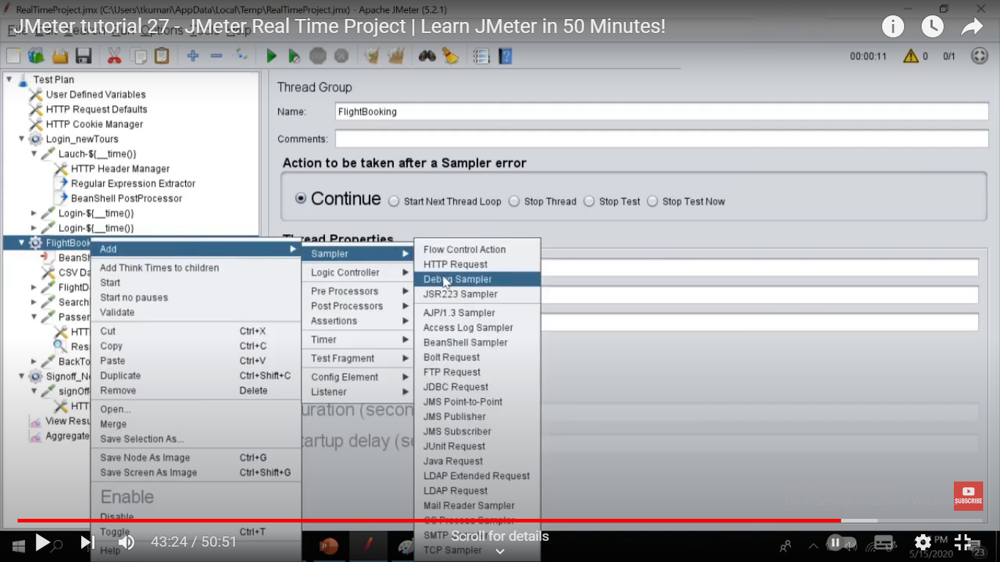 RealTimeProject.jmx (C:\Users\tkumari\AppData\Local\Temp\RealTimeProject.jmx) - Apache JMeter (5.2.1)
JMeter tutorial 27 - JMeter Real Time Project | Learn JMeter in 50 Minutes!
00:00:11
0
0/1
Test Plan
User Defined Variables
HTTP Request Defaults
HTTP Cookie Manager
Login_newTours
Lauch-${__time()}
HTTP Header Manager
Regular Expression Extractor
BeanShell PostProcessor
Login-${__time()}
Login-${__time()}
FlightBook
BeanSh
CSV Da
FlightD
Search
Passer
HTT
Res
BackTo
Signoff_Ne
signOff
HTT
View Resu
Aggregate
Thread Group
Name:
FlightBooking
Comments:
Action to be taken after a Sampler error
Continue
Start Next Thread Loop
Stop Thread
Stop Test
Stop Test Now
Thread Properties
uration (secon
artup delay (se
Add
Add Think Times to children
Start
Start no pauses
Validate
Cut Ctrl+X
Copy Ctrl+C
Paste Ctrl+V
Duplicate Ctrl+Shift+C
Remove Delete
Open...
Merge
Save Selection As...
Save Node As Image Ctrl+G
Save Screen As Image Ctrl+Shift+G
Enable
Disable
Toggle Ctrl+T
Help
Sampler
Logic Controller
Pre Processors
Post Processors
Assertions
Timer
Test Fragment
Config Element
Listener
Flow Control Action
HTTP Request
Debug Sampler
JSR223 Sampler
AJP/1.3 Sampler
Access Log Sampler
BeanShell Sampler
Bolt Request
FTP Request
JDBC Request
JMS Point-to-Point
JMS Publisher
JMS Subscriber
JUnit Request
Java Request
LDAP Extended Request
LDAP Request
Mail Reader Sampler
OS Process Sampler
SMTP Sampler
TCP Sampler
Go to Settings to activate Windows.
SUBSCRIBE
43:24 / 50:51
Scroll for details
PM
5/15/2020
23